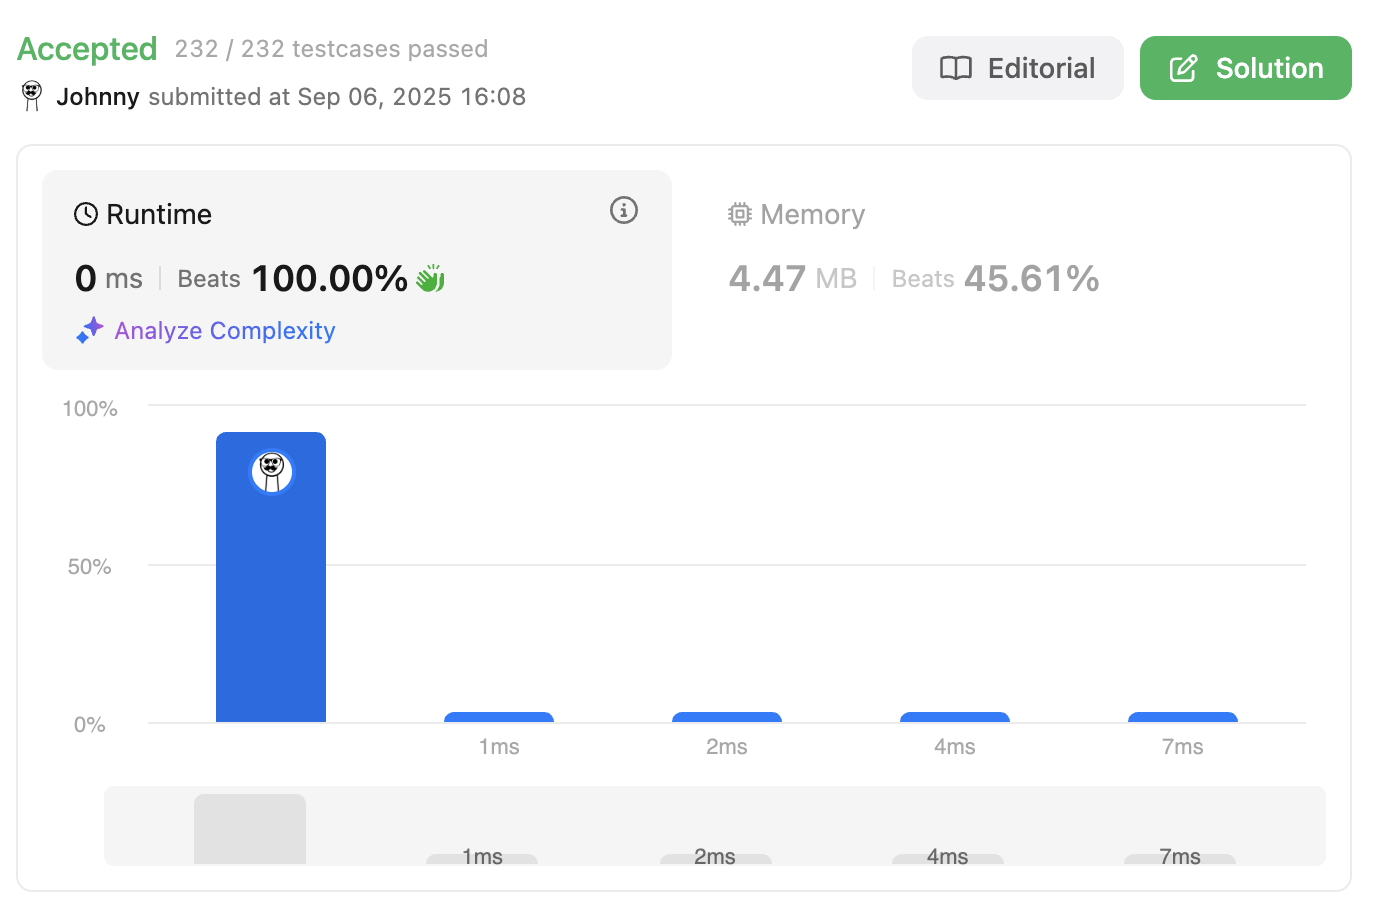 Accepted 232 / 232 testcases passed
Johnny submitted at Sep 06, 2025 16:08
Editorial
Solution
Runtime
0 ms Beats 100.00%
Analyze Complexity
Memory
4.47 MB Beats 45.61%
100%
50%
0%
1ms 2ms 4ms 7ms
1ms 2ms 4ms 7ms